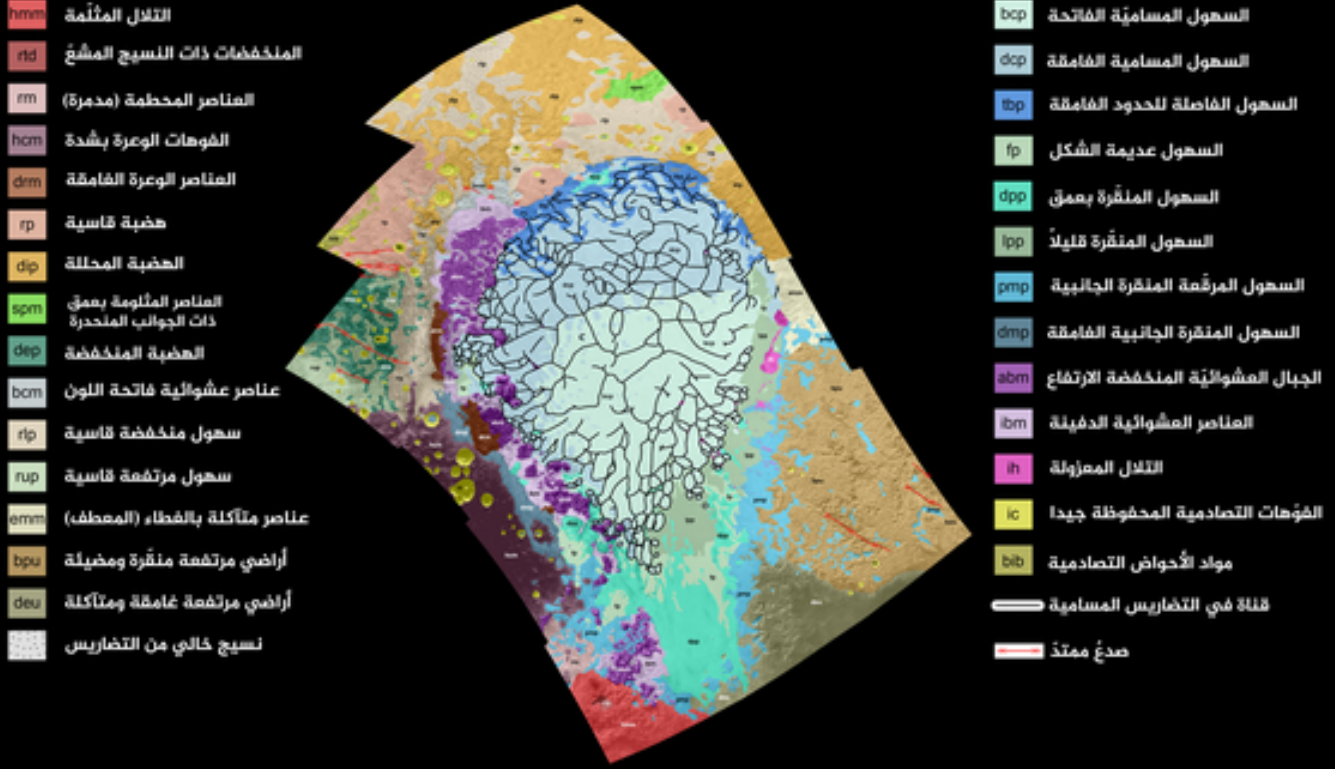 hmm التلال المثلّمة
rtd المنخفضات ذات النسيج المشعّ
rm العناصر المحطمة (مدمرة)
hcm الفوهات الوعرة بشدة
drm العناصر الوعرة الغامقة
rp هضبة قاسية
dip الهضبة المحللة
spm العناصر المثلومة بعمق
ذات الجوانب المنحدرة
dep الهضبة المنخفضة
bcm عناصر عشوائية فاتحة اللون
rlp سهول منخفضة قاسية
rup سهول مرتفعة قاسية
emm عناصر متآكلة بالغطاء (المعطف)
bpu أراضي مرتفعة منقّرة ومضيئة
deu أراضي مرتفعة غامقة ومتآكلة
نسيج خالي من التضاريس
bcp السهول المساميّة الفاتحة
dcp السهول المسامية الغامقة
tbp السهول الفاصلة للحدود الغامقة
fp السهول عديمة الشكل
dpp السهول المنقّرة بعمق
lpp السهول المنقّرة قليلاً
pmp السهول المرقّعة المنقرة الجانبية
dmp السهول المنقرة الجانبية الغامقة
abm الجبال العشوائيّة المنخفضة الارتفاع
ibm العناصر العشوائية الدفينة
ih التلال المعزولة
ic الفوّهات التصادمية المحفوظة جيدا
bib مواد الأحواض التصادمية
قناة في التضاريس المسامية
صدعُ ممتدّ